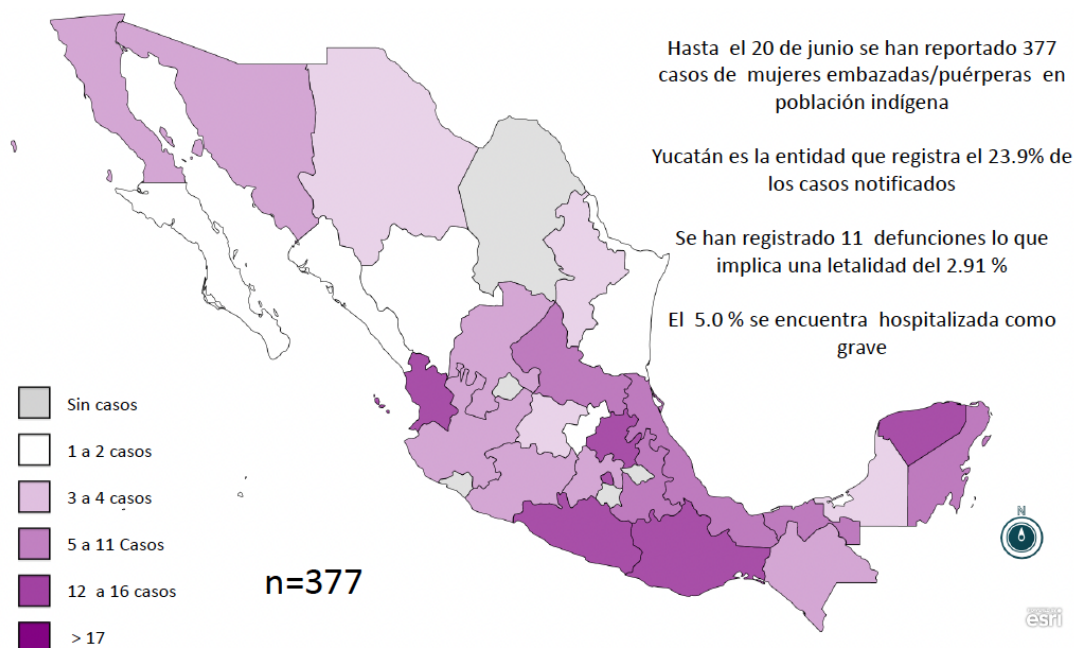 Hasta el 20 de junio se han reportado 377
casos de mujeres embazadas/puérperas en
población indígena
Yucatán es la entidad que registra el 23.9% de
los casos notificados
Se han registrado 11 defunciones lo que
implica una letalidad del 2.91 %
El 5.0 % se encuentra hospitalizada como
grave
Sin casos
1 a 2 casos
3 a 4 casos
5 a 11 Casos
12 a 16 casos
> 17
n=377
N
esri